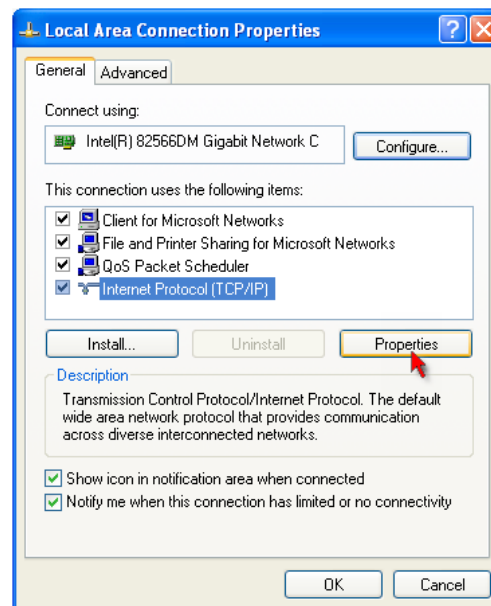 Local Area Connection Properties
General Advanced
Connect using:
Intel(R) 82566DM Gigabit Network C Configure...
This connection uses the following items:
Client for Microsoft Networks
File and Printer Sharing for Microsoft Networks
QoS Packet Scheduler
Internet Protocol (TCP/IP)
Install... Uninstall Properties
Description
Transmission Control Protocol/Internet Protocol. The default
wide area network protocol that provides communication
across diverse interconnected networks.
Show icon in notification area when connected
Notify me when this connection has limited or no connectivity
OK Cancel